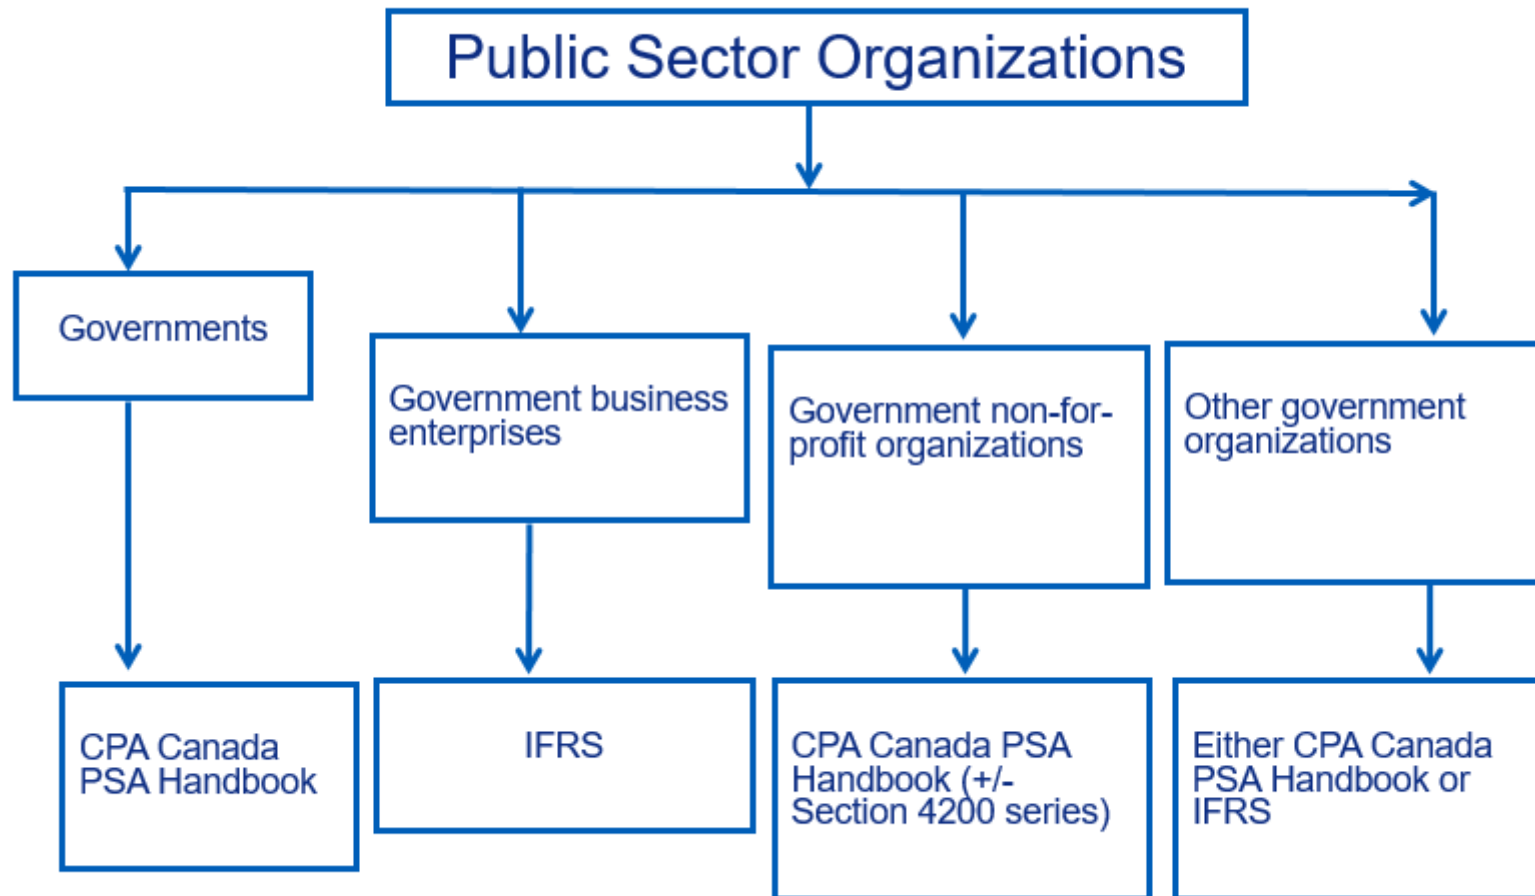 Public Sector Organizations
Governments
Government business
enterprises
Government non-for-
profit organizations
Other government
organizations
CPA Canada
PSA Handbook
IFRS
CPA Canada PSA
Handbook (+/-
Section 4200 series)
Either CPA Canada
PSA Handbook or
IFRS